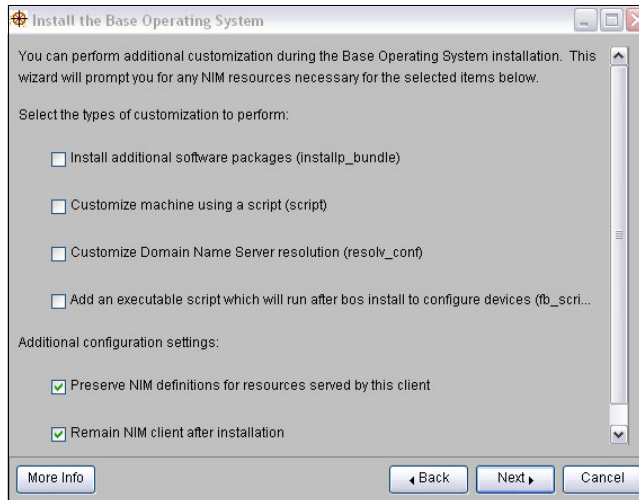 Install the Base Operating System
You can perform additional customization during the Base Operating System installation. This
wizard will prompt you for any NIM resources necessary for the selected items below.
Select the types of customization to perform:
Install additional software packages (installp_bundle)
Customize machine using a script (script)
Customize Domain Name Server resolution (resolv_conf)
Add an executable script which will run after bos install to configure devices (fb_scri...
Additional configuration settings:
Preserve NIM definitions for resources served by this client
Remain NIM client after installation
More Info
Back
Next
Cancel